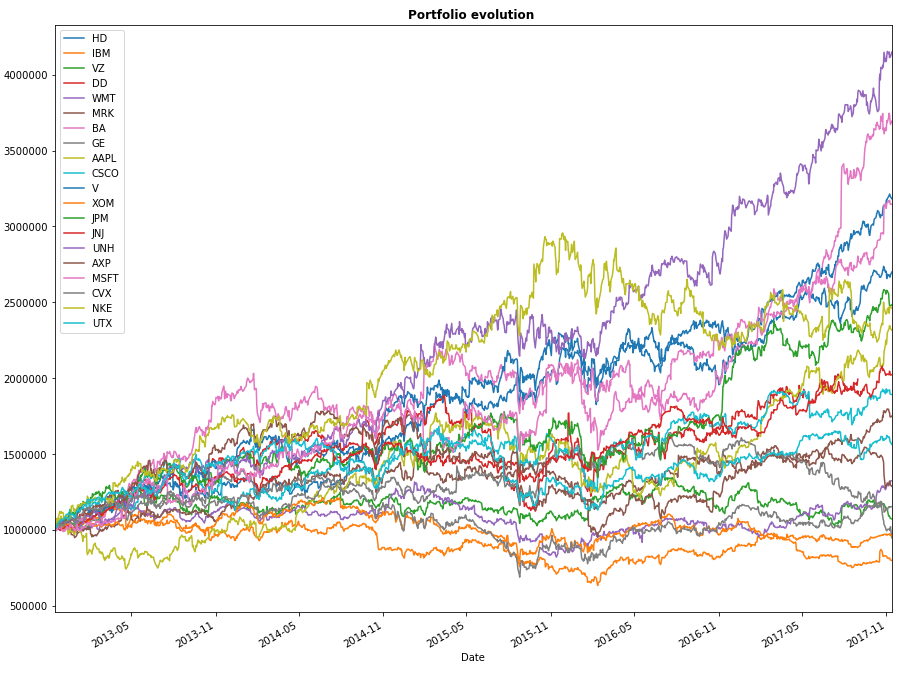 Portfolio evolution
HD
IBM
VZ
DD
WMT
MRK
BA
GE
AAPL
CSCO
V
XOM
JPM
JNJ
UNH
AXP
MSFT
CVX
NKE
UTX
4000000
3500000
3000000
2500000
2000000
1500000
1000000
500000
2013-05
2013-11
2014-05
2014-11
2015-05
2015-11
2016-05
2016-11
2017-05
2017-11
Date